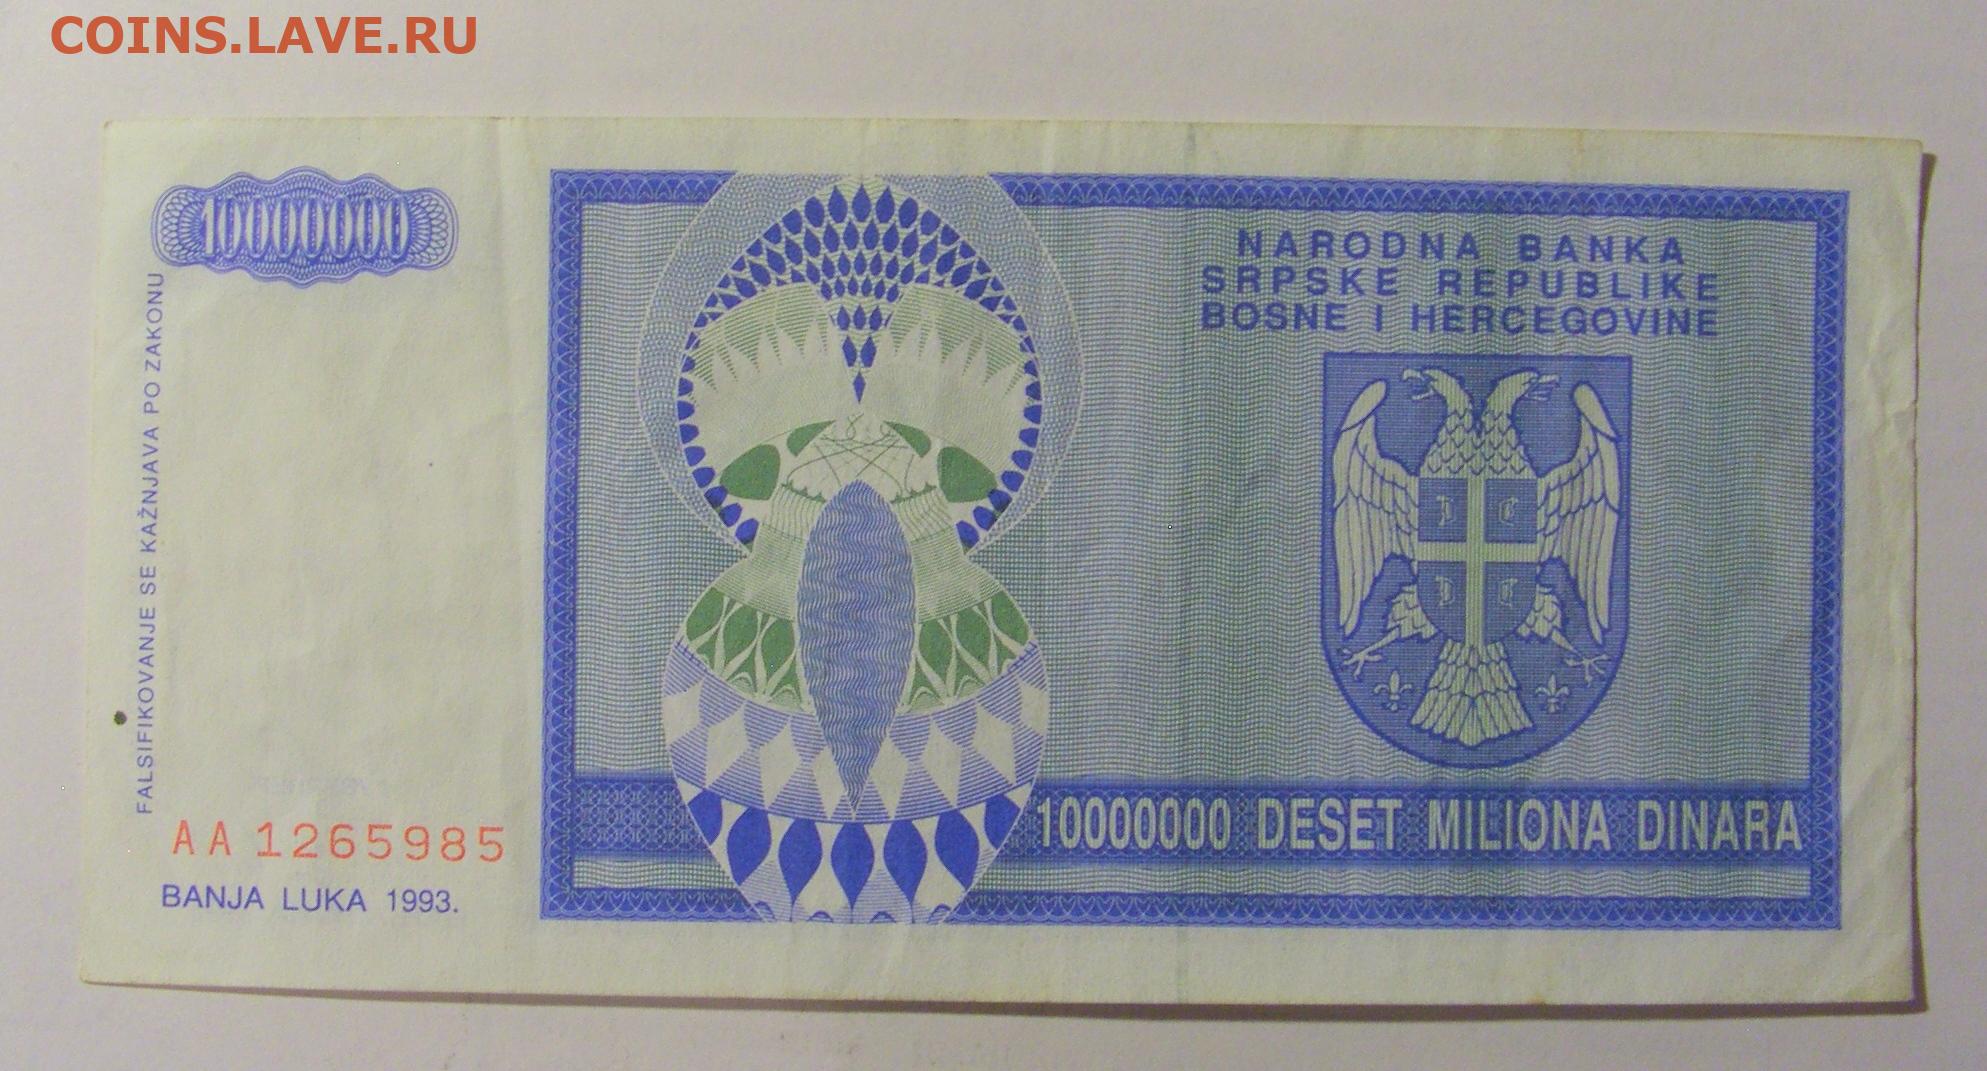 COINS.LAVE.RU
10000000
NARODNA BANKA
SRPSKE REPUBLIKE
BOSNE I HERCEGOVINE
FALSIFIKOVANJE SE KAŽNJAVA PO ZAKONU
10000000 DESET MILIONA DINARA
AA 1265985
BANJA LUKA 1993.